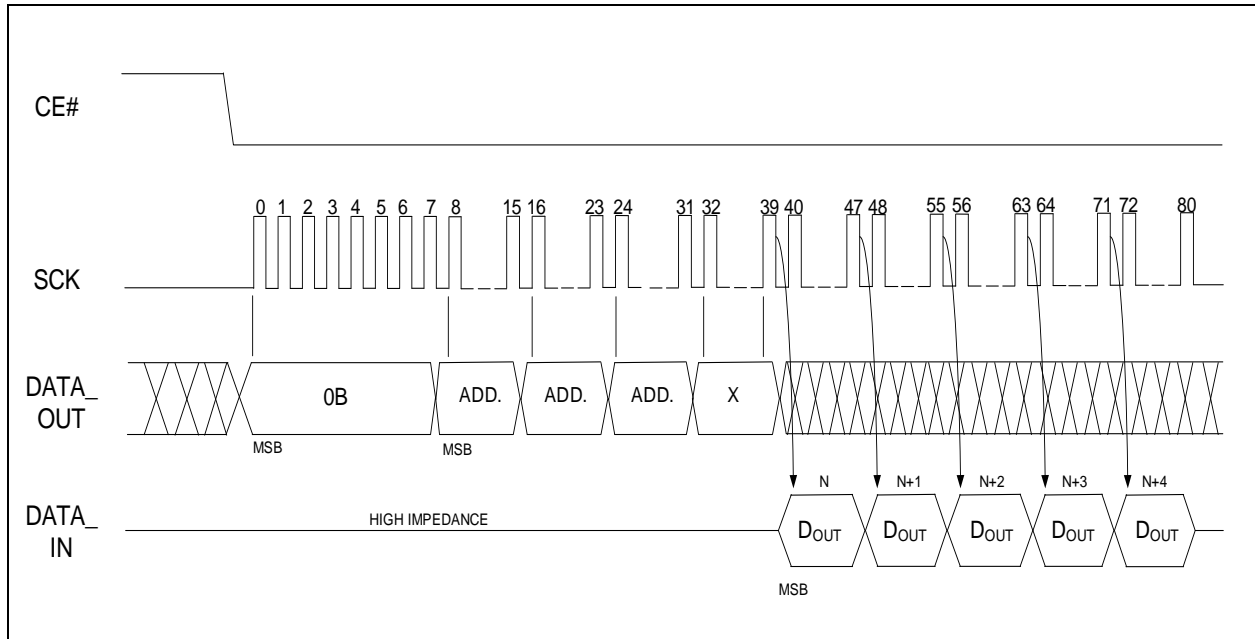 CE#
0 1 2 3 4 5 6 7 8 15 16 23 24 31 32 39 40 47 48 55 56 63 64 71 72 80
SCK
DATA_
OUT
0B ADD. ADD. ADD. X
MSB MSB
N N+1 N+2 N+3 N+4
DATA_
IN
HIGH IMPEDANCE
DOUT DOUT DOUT DOUT DOUT
MSB